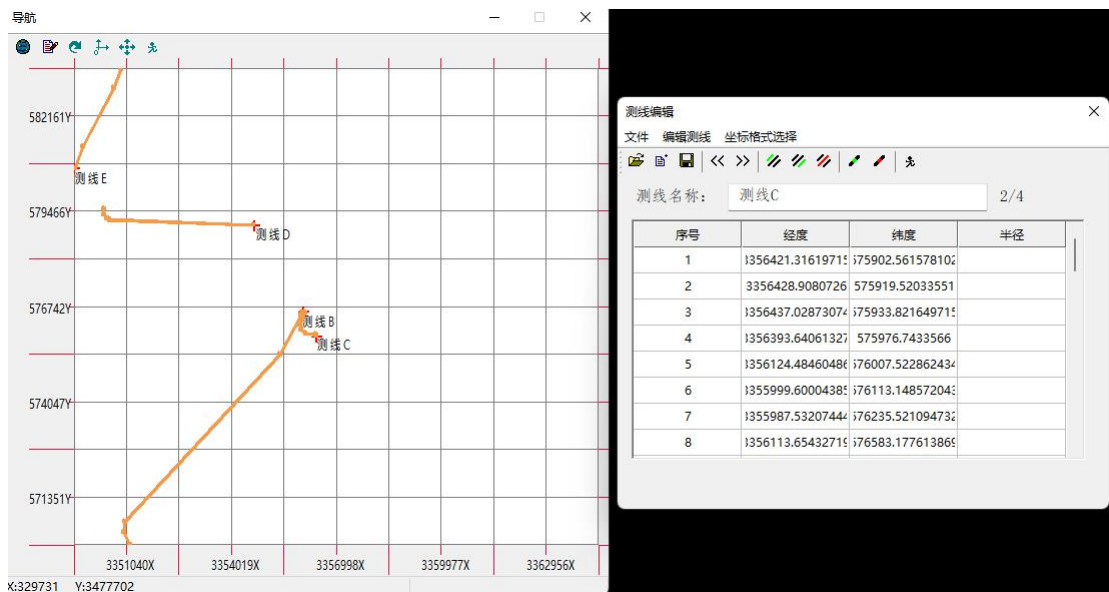 导航
582161Y
测线E
579466Y
测线D
576742Y
测线B
测线C
574047Y
571351Y
3351040X 3354019X 3356998X 3359977X 3362956X
X:329731 Y:3477702
测线编辑
文件 编辑测线 坐标格式选择
测线名称: 测线C 2/4
序号 经度 纬度 半径
1 3356421.31619715 575902.561578102
2 3356428.9080726 575919.52033551
3 3356437.02873074 575933.821649715
4 3356393.64061327 575976.7433566
5 3356124.48460486 576007.522862434
6 3355999.60004385 576113.148572043
7 3355987.53207444 576235.521094732
8 3356113.65432719 576583.177613869